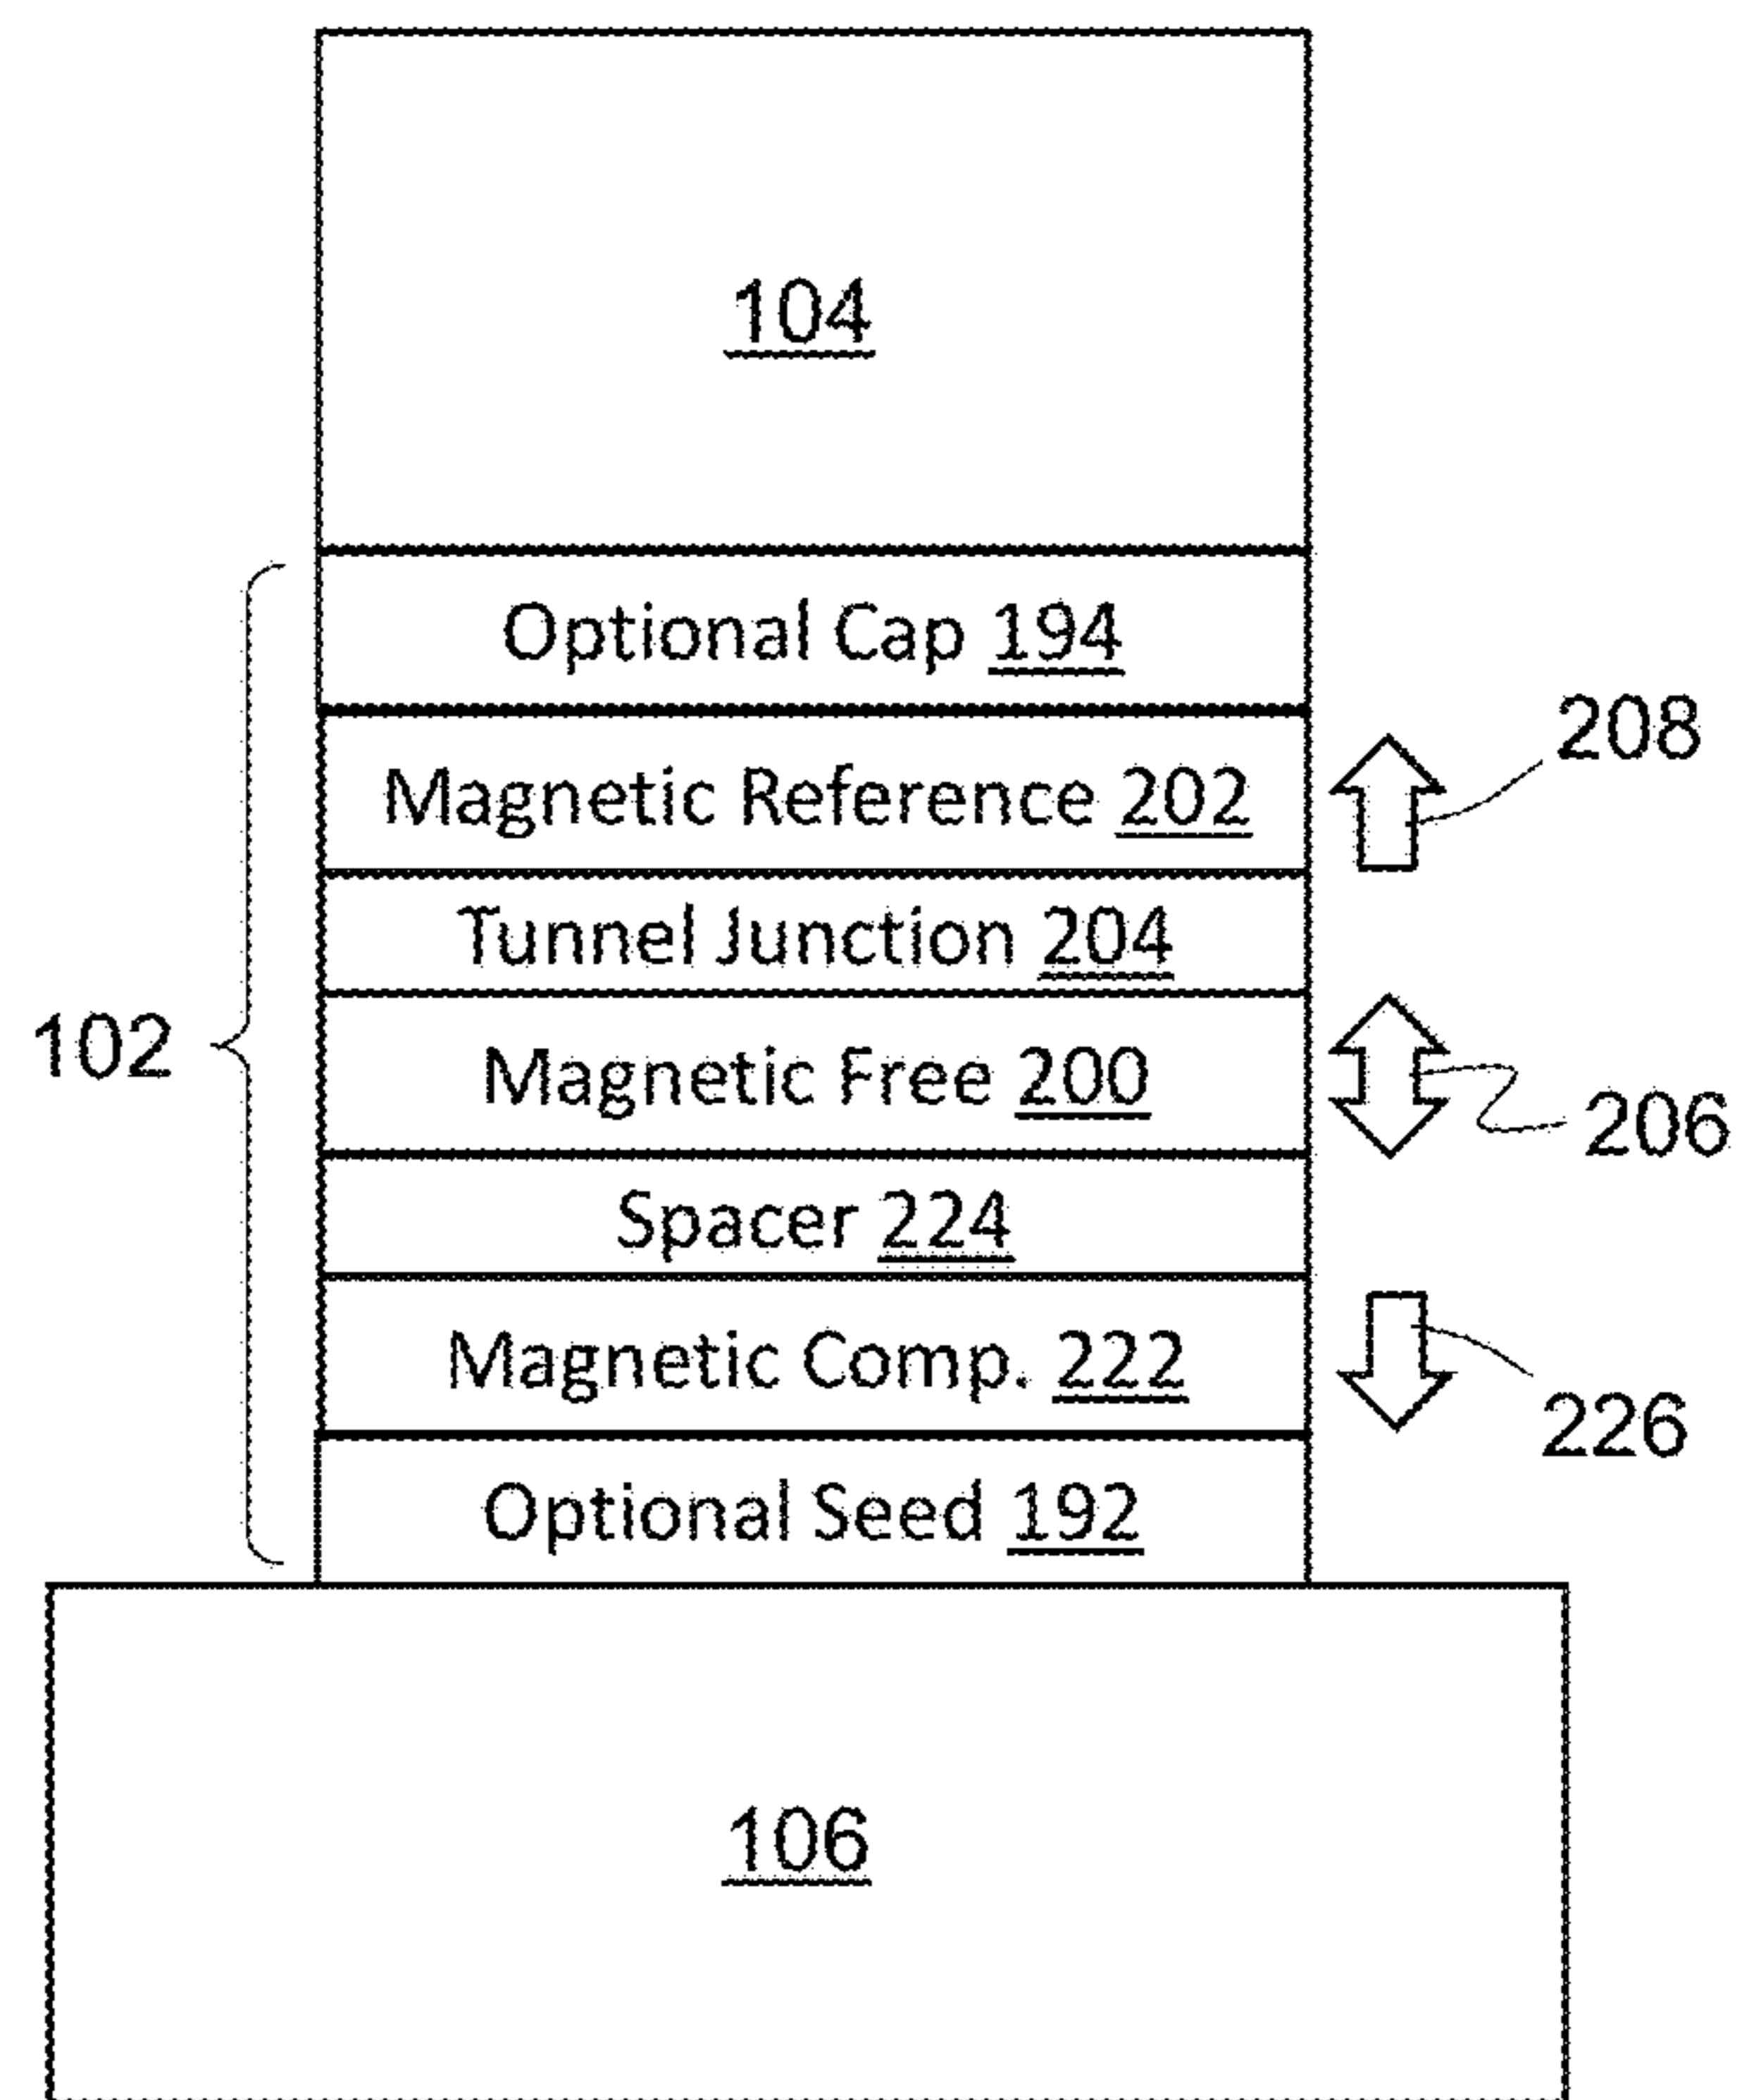 104
Optional Cap 194
208
Magnetic Reference 202
Tunnel Junction 204
102
Magnetic Free 200
206
Spacer 224
Magnetic Comp. 222
226
Optional Seed 192
106